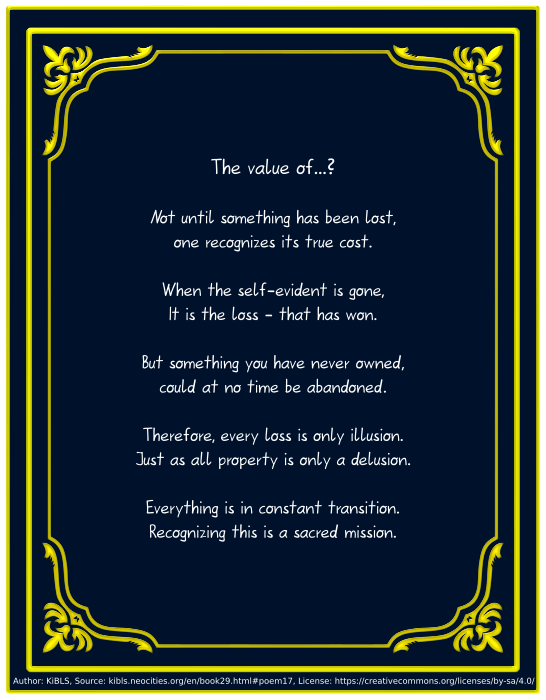 The value of...?
Not until something has been lost,
one recognizes its true cost.
When the self-evident is gone,
It is the loss - that has won.
But something you have never owned,
could at no time be abandoned.
Therefore, every loss is only illusion.
Just as all property is only a delusion.
Everything is in constant transition.
Recognizing this is a sacred mission.
Author: KiBLS, Source: kibls.neocities.org/en/book29.html#poem17, License: https://creativecommons.org/licenses/by-sa/4.0/